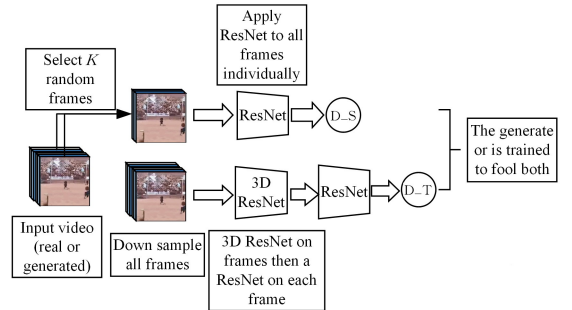 Select K
random
frames
Apply
ResNet to all
frames
individually
ResNet
D_S
The generate
or is trained
to fool both
3D
ResNet
ResNet
D_T
Input video
(real or
generated)
Down sample
all frames
3D ResNet on
frames then a
ResNet on each
frame